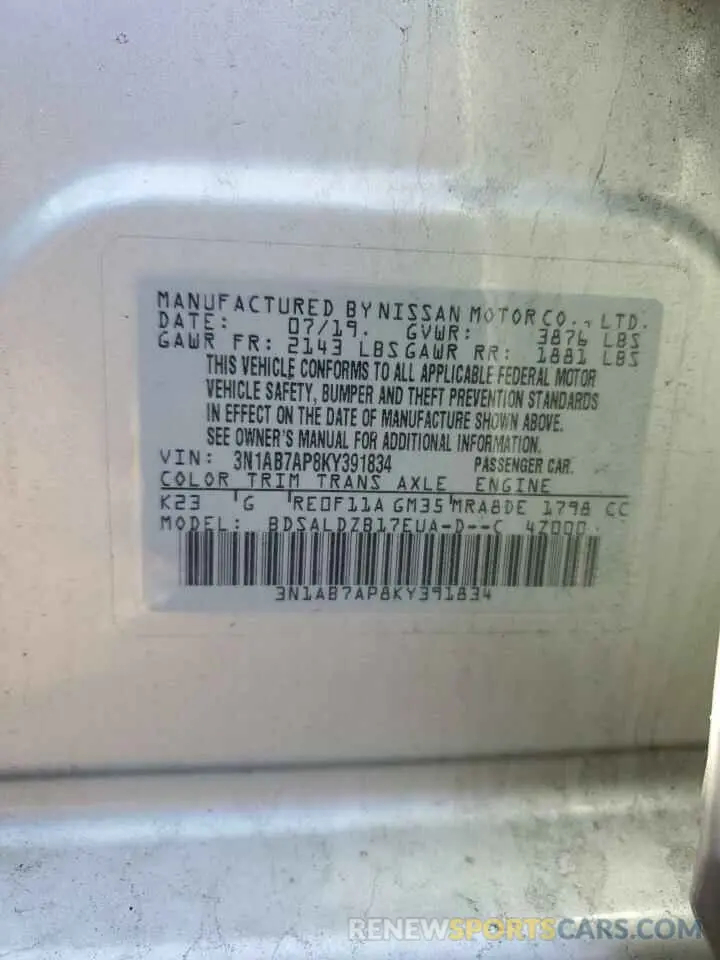 MANUFACTURED BY NISSAN MOTOR CO., LTD.
DATE: 07/19. GVWR: 3876 LBS
GAWR FR: 2143 LBS GAWR RR: 1881 LBS
THIS VEHICLE CONFORMS TO ALL APPLICABLE FEDERAL MOTOR
VEHICLE SAFETY, BUMPER AND THEFT PREVENTION STANDARDS
IN EFFECT ON THE DATE OF MANUFACTURE SHOWN ABOVE.
SEE OWNER'S MANUAL FOR ADDITIONAL INFORMATION.
VIN: 3N1AB7AP8KY391834 PASSENGER CAR.
COLOR TRIM TRANS AXLE ENGINE
K23 G RE0F11A GM35 MRA8DE 1798 CC
MODEL: BDSALDZB17EUA-D--C 4Z000
3N1AB7AP8KY391834
RENEWSPORTSCARS.COM